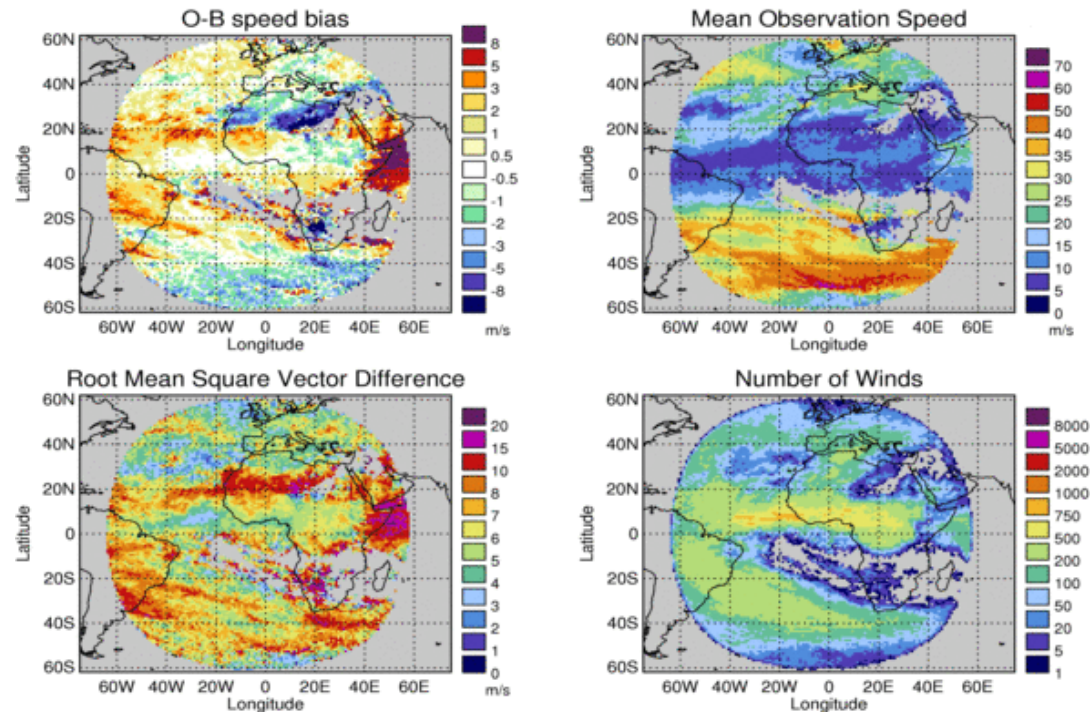 O-B speed bias
60N
40N
20N
0
20S
40S
60S
Latitude
60W 40W 20W 0 20E 40E 60E
Longitude
8
5
3
2
1
0.5
-0.5
-1
-2
-3
-5
-8
m/s
Mean Observation Speed
60N
40N
20N
0
20S
40S
60S
Latitude
60W 40W 20W 0 20E 40E 60E
Longitude
70
60
50
40
35
30
25
20
15
10
5
0
m/s
Root Mean Square Vector Difference
60N
40N
20N
0
20S
40S
60S
Latitude
60W 40W 20W 0 20E 40E 60E
Longitude
20
15
10
8
7
6
5
4
3
2
1
0
m/s
Number of Winds
60N
40N
20N
0
20S
40S
60S
Latitude
60W 40W 20W 0 20E 40E 60E
Longitude
8000
5000
2000
1000
750
500
200
100
50
20
5
1